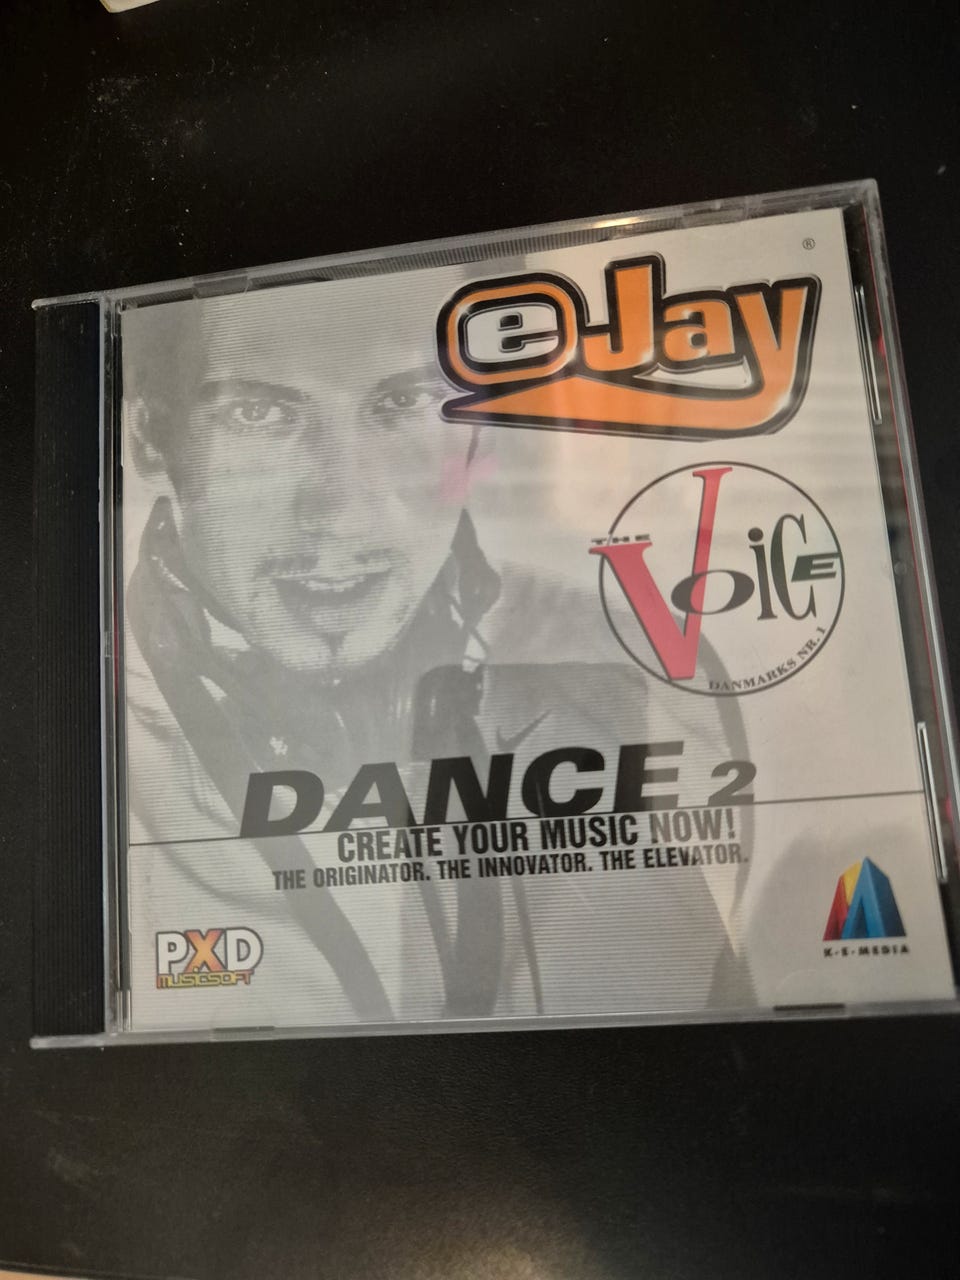 eJay ®
THE VOiCE
DANMARKS NR. 1
DANCE 2
CREATE YOUR MUSIC NOW!
THE ORIGINATOR. THE INNOVATOR. THE ELEVATOR.
PXD
MUSICSOFT
K·E·MEDIA